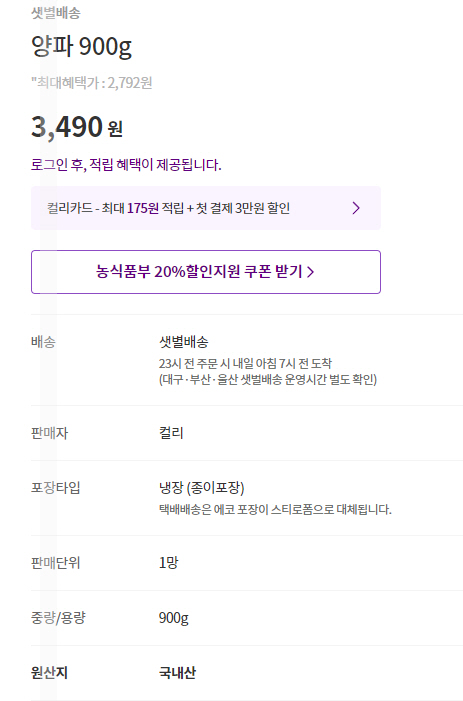 샛별배송
양파 900g
"최대혜택가 : 2,792원
3,490 원
로그인 후, 적립 혜택이 제공됩니다.
컬리카드 - 최대 175원 적립 + 첫 결제 3만원 할인
농식품부 20%할인지원 쿠폰 받기
배송 샛별배송
23시 전 주문 시 내일 아침 7시 전 도착
(대구·부산·울산 샛별배송 운영시간 별도 확인)
판매자 컬리
포장타입 냉장 (종이포장)
택배배송은 에코 포장이 스티로폼으로 대체됩니다.
판매단위 1망
중량/용량 900g
원산지 국내산